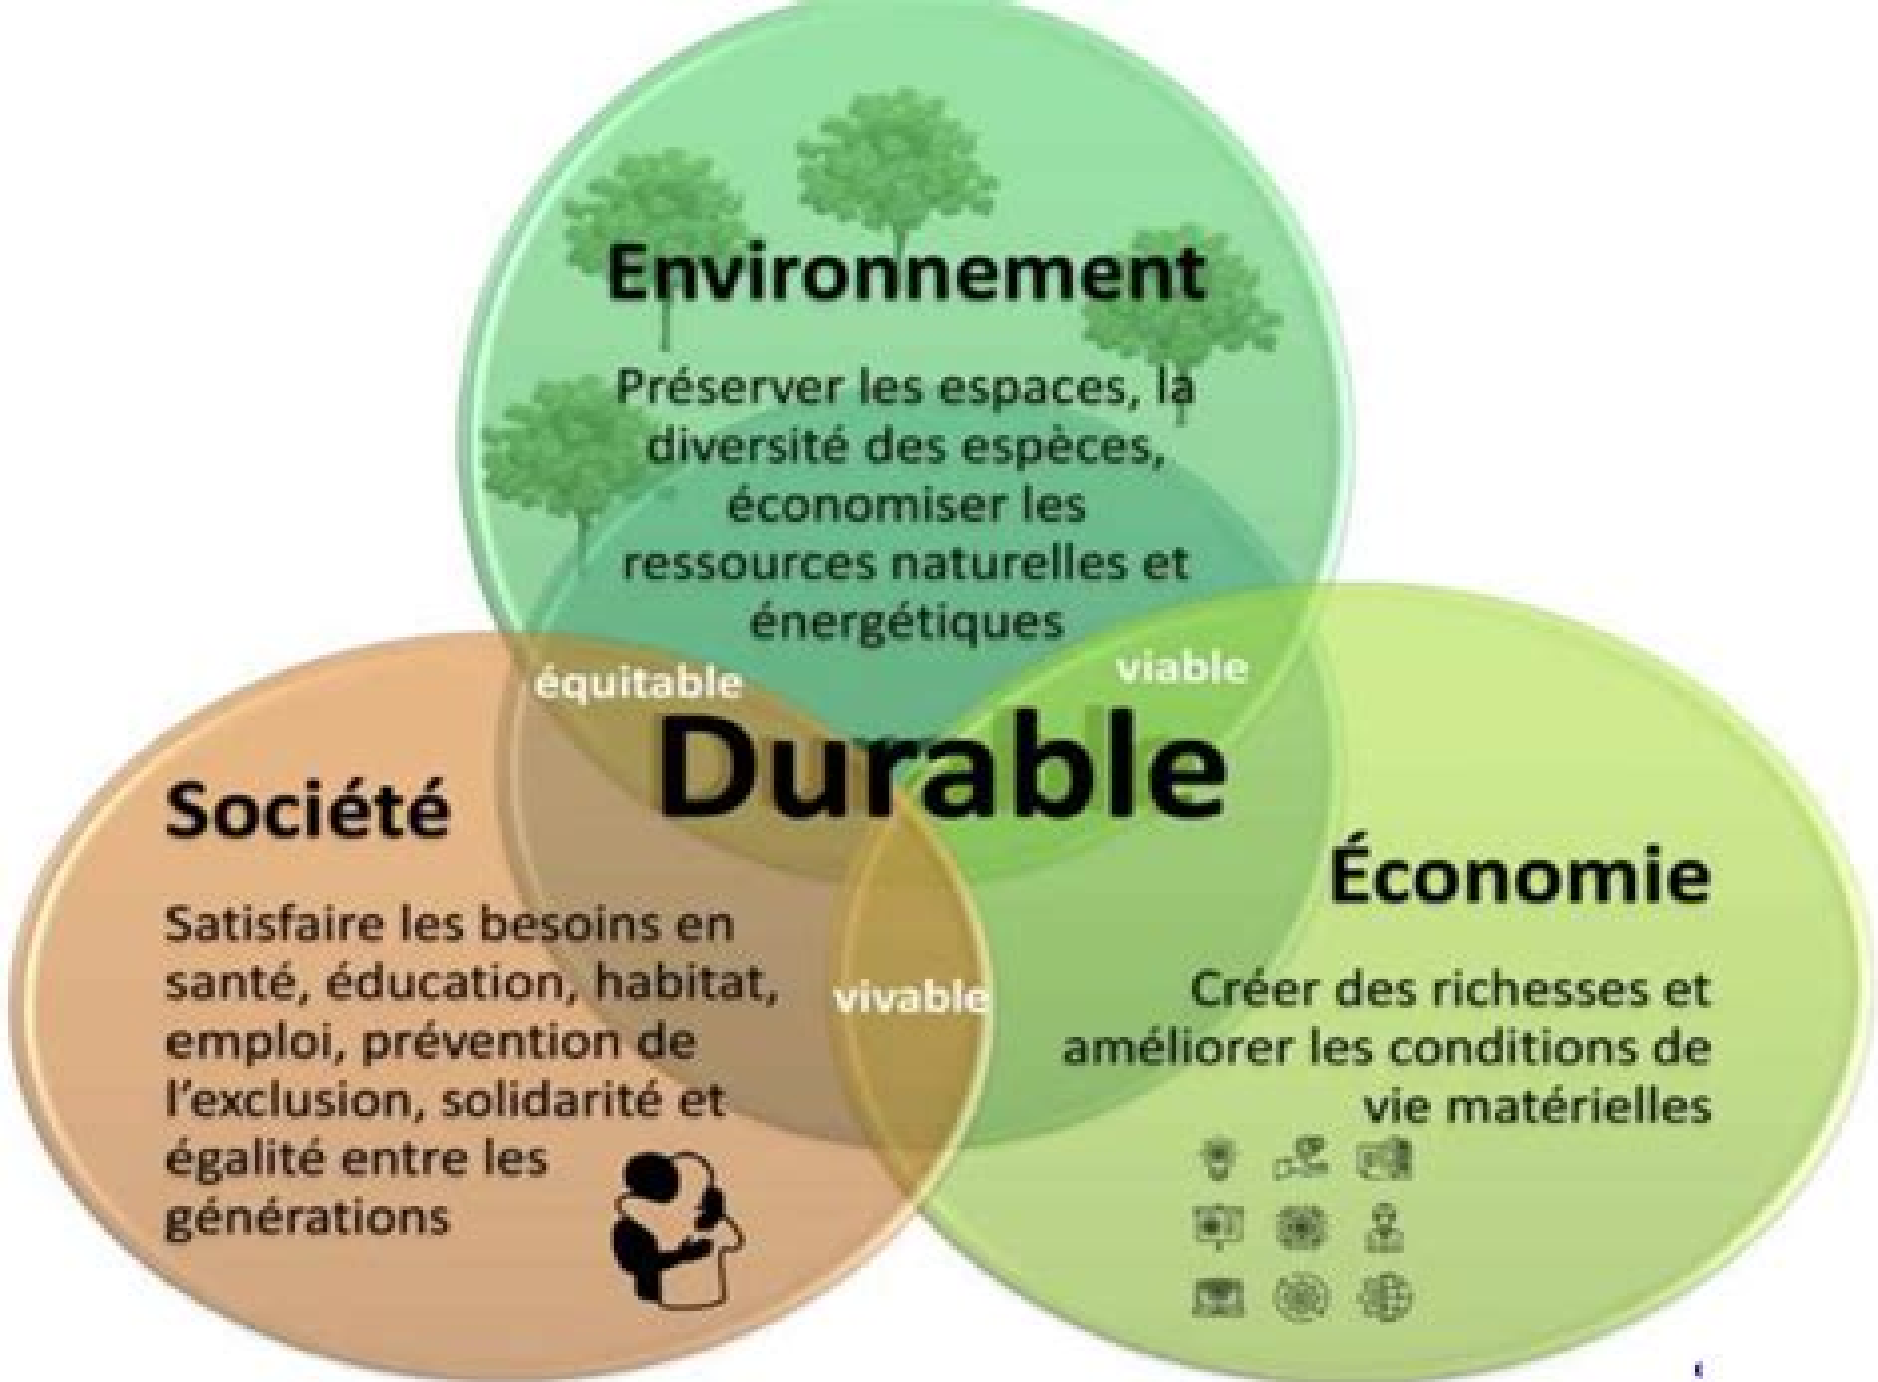 Environnement
Préserver les espaces, la
diversité des espèces,
économiser les
ressources naturelles et
énergétiques
équitable
viable
Durable
Société
Satisfaire les besoins en
santé, éducation, habitat,
emploi, prévention de
l'exclusion, solidarité et
égalité entre les
générations
vivable
Économie
Créer des richesses et
améliorer les conditions de
vie matérielles